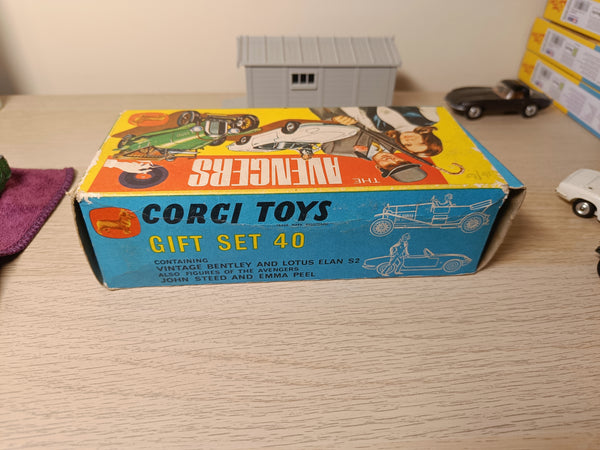 THE
AVENGERS
CORGI TOYS
GIFT SET 40
CONTAINING
VINTAGE BENTLEY AND LOTUS ELAN S2
ALSO FIGURES OF THE AVENGERS
JOHN STEED AND EMMA PEEL